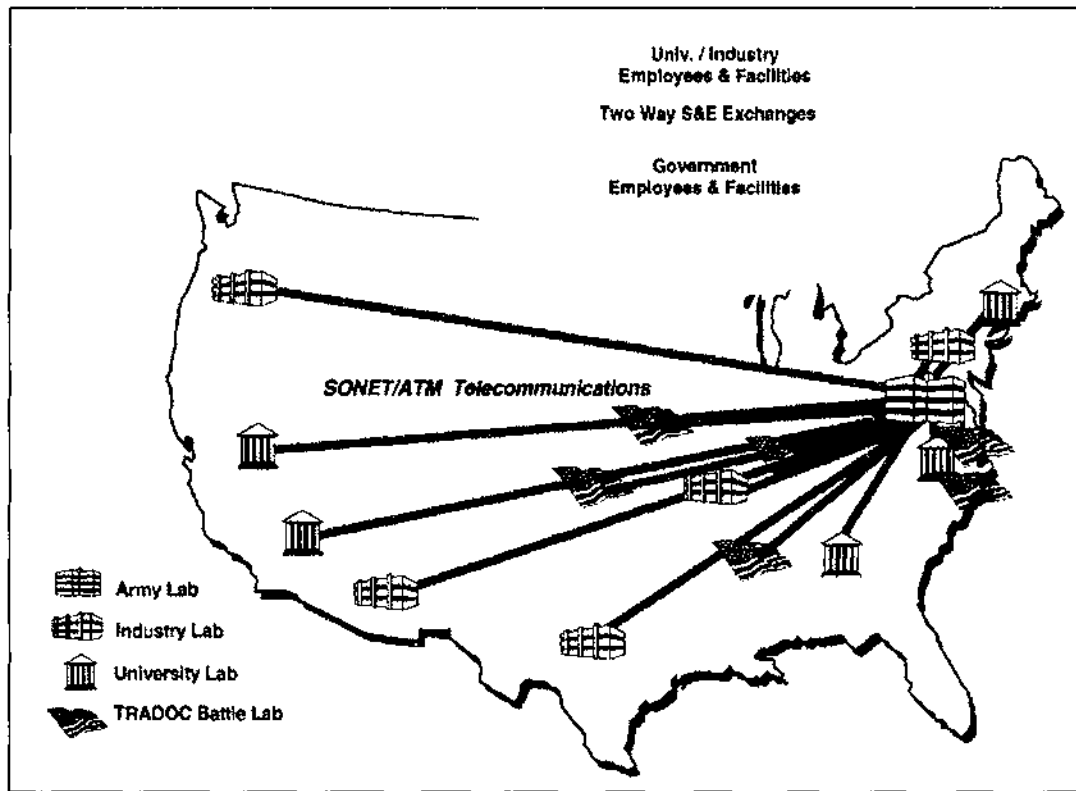 Univ. / Industry
Employees & Facilities
Two Way S&E Exchanges
Government
Employees & Facilities
SONET/ATM Telecommunications
Army Lab
Industry Lab
University Lab
TRADOC Battle Lab